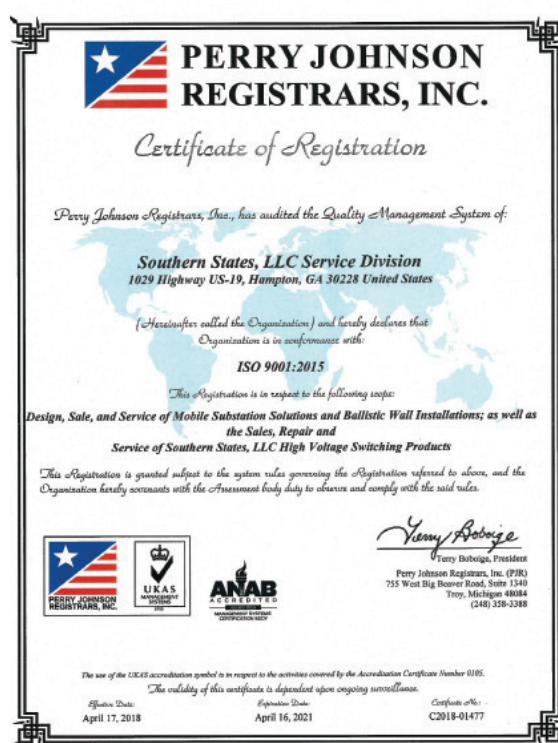 PERRY JOHNSON
REGISTRARS, INC.
Certificate of Registration
Perry Johnson Registrars, Inc., has audited the Quality Management System of:
Southern States, LLC Service Division
1029 Highway US-19, Hampton, GA 30228 United States
(Hereinafter called the Organization) and hereby declares that
Organization is in conformance with:
ISO 9001:2015
This Registration is in respect to the following scope:
Design, Sale, and Service of Mobile Substation Solutions and Ballistic Wall Installations; as well as
the Sales, Repair and
Service of Southern States, LLC High Voltage Switching Products
This Registration is granted subject to the system rules governing the Registration referred to above, and the
Organization hereby covenants with the Assessment body duty to observe and comply with the said rules.
Terry Boboige
Terry Boboige, President
Perry Johnson Registrars, Inc. (PJR)
755 West Big Beaver Road, Suite 1340
Troy, Michigan 48084
(248) 358-3388
PERRY JOHNSON
REGISTRARS, INC.
UKAS
MANAGEMENT
SYSTEMS
ANAB
ACCREDITED
MANAGEMENT SYSTEMS
CERTIFICATION BODY
The use of the UKAS accreditation symbol is in respect to the activities covered by the Accreditation Certificate Number 0105.
The validity of this certificate is dependent upon ongoing surveillance.
Effective Date:
April 17, 2018
Expiration Date:
April 16, 2021
Certificate No.:
C2018-01477